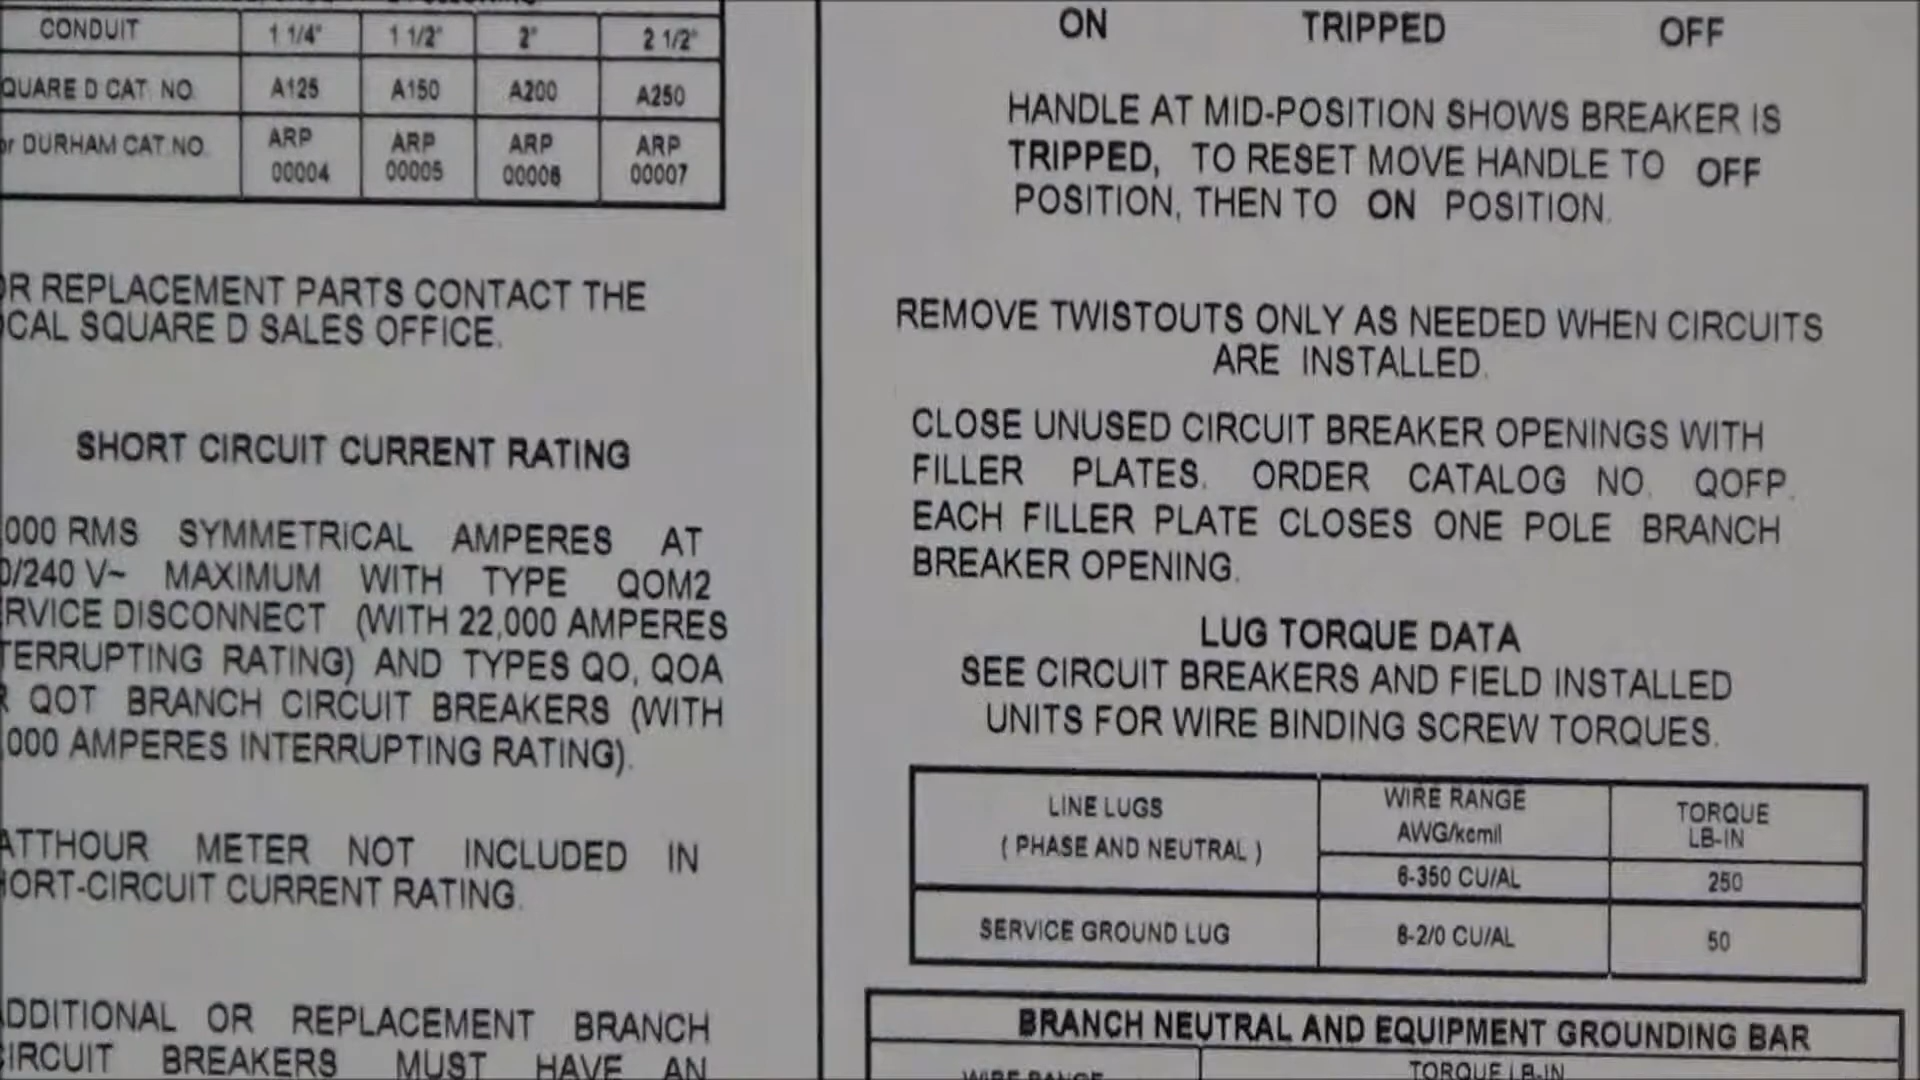 CONDUIT 1 1/4" 1 1/2" 2" 2 1/2"
QUARE D CAT. NO. A125 A150 A200 A250
or DURHAM CAT.NO. ARP 00004 ARP 00005 ARP 00006 ARP 00007
OR REPLACEMENT PARTS CONTACT THE
OCAL SQUARE D SALES OFFICE.
SHORT CIRCUIT CURRENT RATING
,000 RMS SYMMETRICAL AMPERES AT
0/240 V~ MAXIMUM WITH TYPE QOM2
RVICE DISCONNECT (WITH 22,000 AMPERES
TERRUPTING RATING) AND TYPES QO, QOA
R QOT BRANCH CIRCUIT BREAKERS (WITH
,000 AMPERES INTERRUPTING RATING).
ATTHOUR METER NOT INCLUDED IN
HORT-CIRCUIT CURRENT RATING.
DDITIONAL OR REPLACEMENT BRANCH
CIRCUIT BREAKERS MUST HAVE AN
ON TRIPPED OFF
HANDLE AT MID-POSITION SHOWS BREAKER IS
TRIPPED, TO RESET MOVE HANDLE TO OFF
POSITION, THEN TO ON POSITION.
REMOVE TWISTOUTS ONLY AS NEEDED WHEN CIRCUITS
ARE INSTALLED.
CLOSE UNUSED CIRCUIT BREAKER OPENINGS WITH
FILLER PLATES. ORDER CATALOG NO. QOFP.
EACH FILLER PLATE CLOSES ONE POLE BRANCH
BREAKER OPENING.
LUG TORQUE DATA
SEE CIRCUIT BREAKERS AND FIELD INSTALLED
UNITS FOR WIRE BINDING SCREW TORQUES.
LINE LUGS
( PHASE AND NEUTRAL )
WIRE RANGE
AWG/kcmil
TORQUE
LB-IN
6-350 CU/AL 250
SERVICE GROUND LUG 8-2/0 CU/AL 50
BRANCH NEUTRAL AND EQUIPMENT GROUNDING BAR
WIRE RANGE TORQUE LB-IN